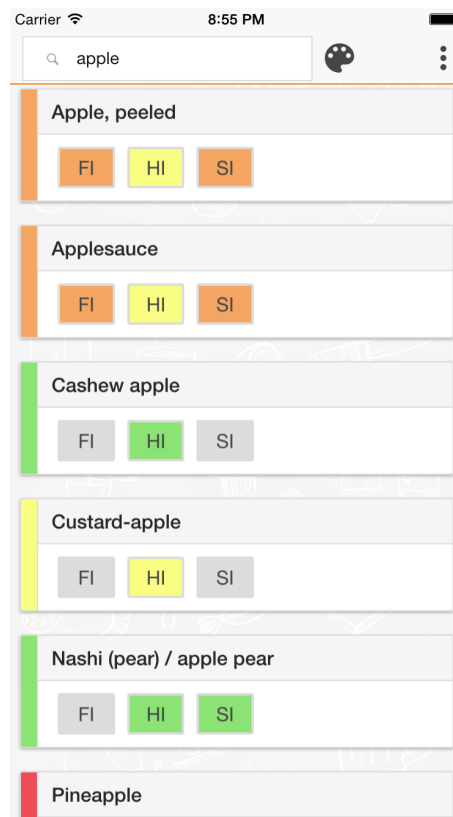 Carrier 8:55 PM
apple
Apple, peeled
FI HI SI
Applesauce
FI HI SI
Cashew apple
FI HI SI
Custard-apple
FI HI SI
Nashi (pear) / apple pear
FI HI SI
Pineapple